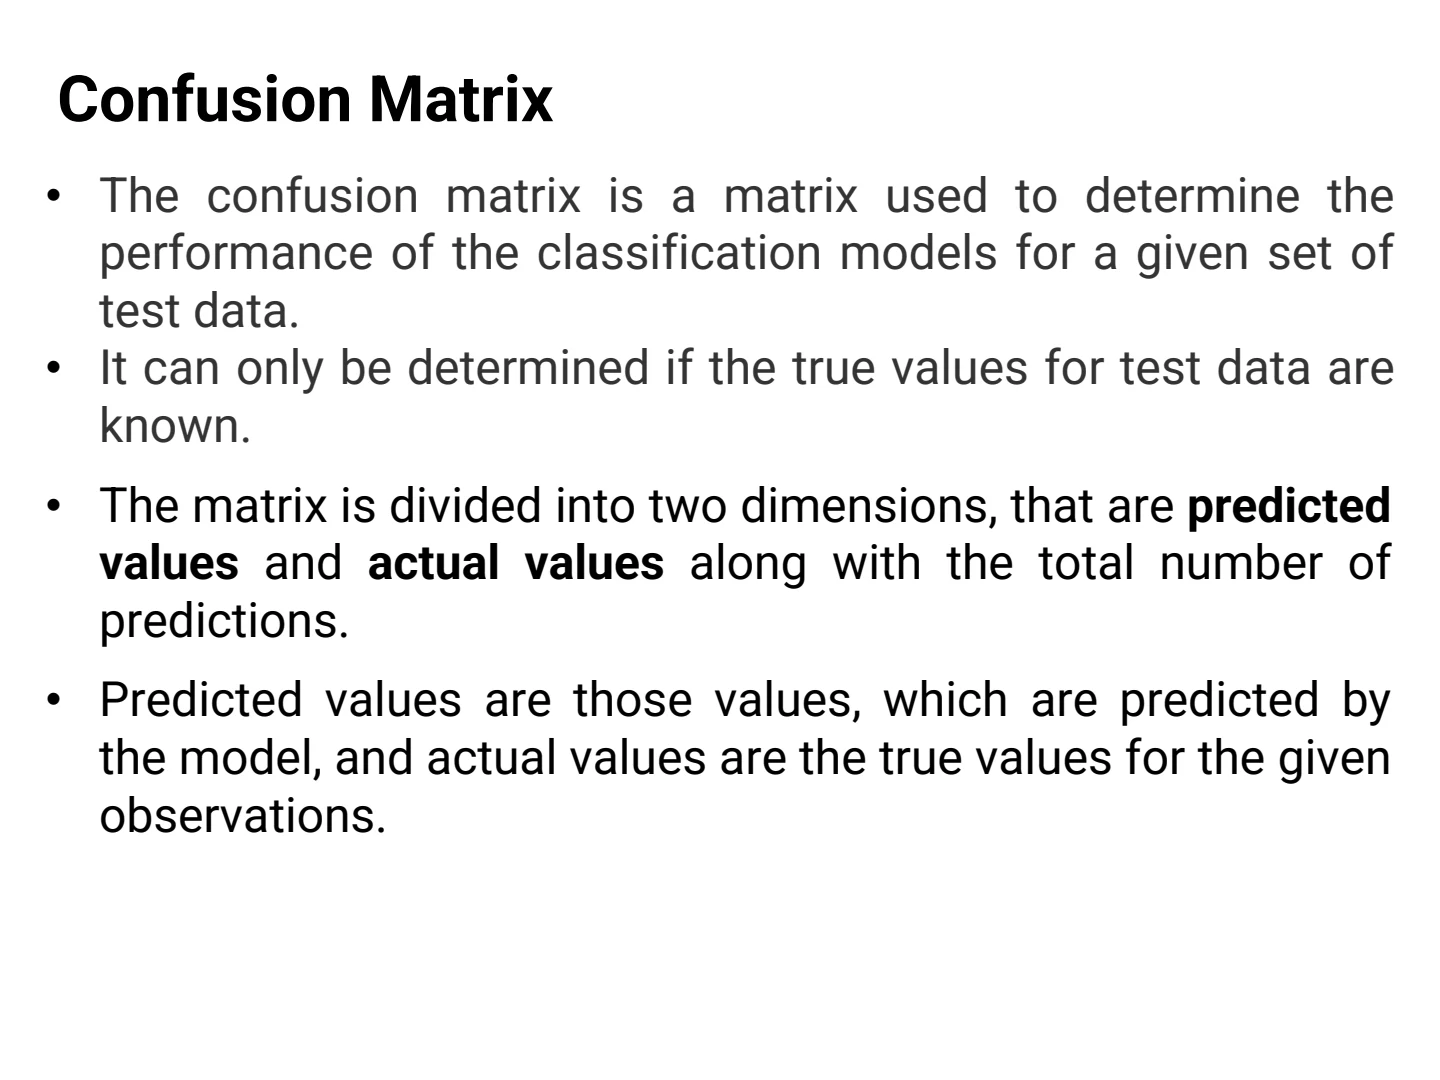 Confusion Matrix
• The confusion matrix is a matrix used to determine the
performance of the classification models for a given set of
test data.
• It can only be determined if the true values for test data are
known.
• The matrix is divided into two dimensions, that are predicted
values and actual values along with the total number of
predictions.
• Predicted values are those values, which are predicted by
the model, and actual values are the true values for the given
observations.